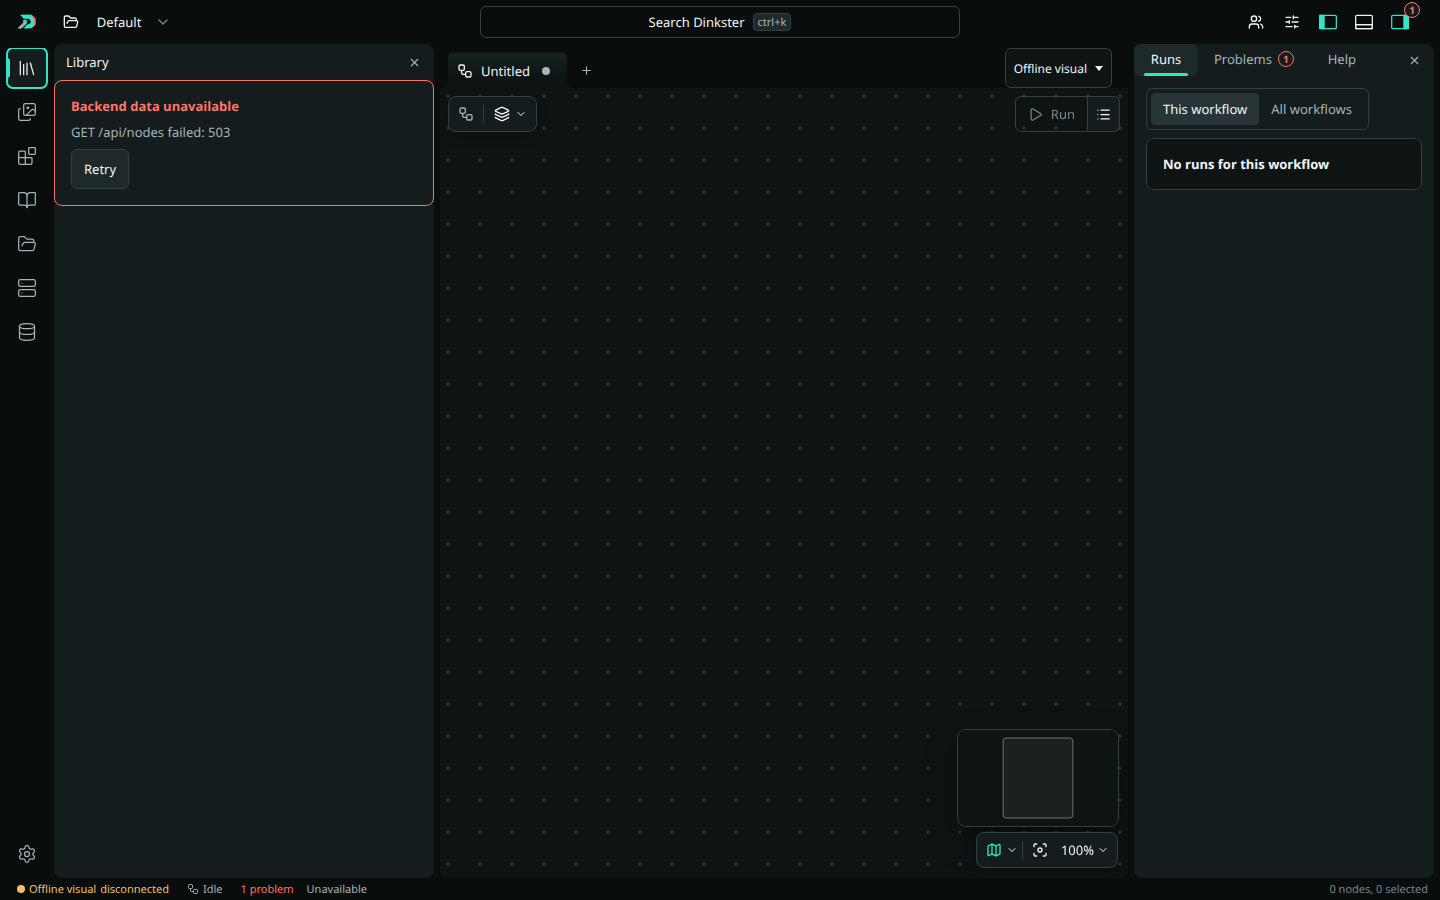 Default
Search Dinkster ctrl+k
1
Library
Backend data unavailable
GET /api/nodes failed: 503
Retry
Untitled
Offline visual
Run
Runs
Problems 1
Help
This workflow
All workflows
No runs for this workflow
100%
Offline visual disconnected
Idle
1 problem
Unavailable
0 nodes, 0 selected